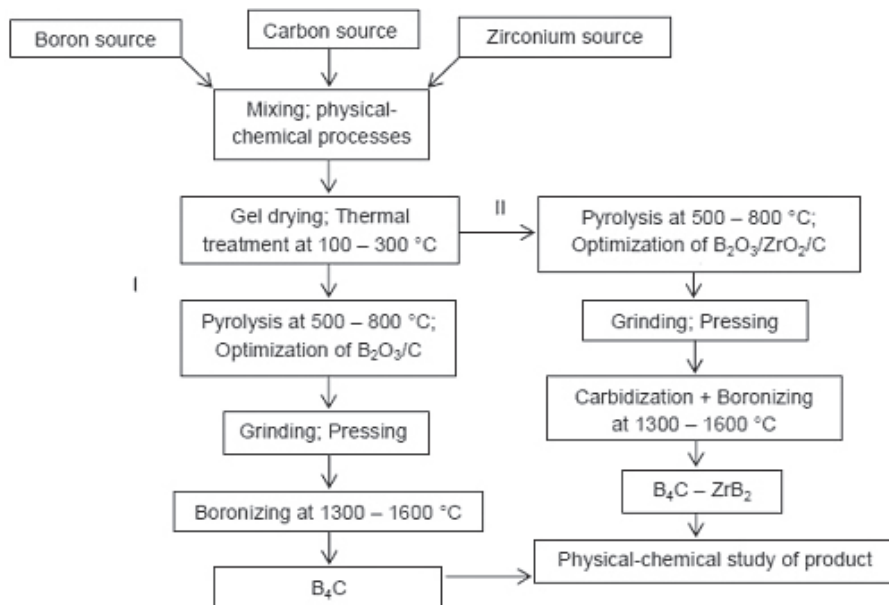 Boron source
Carbon source
Zirconium source
Mixing; physical-
chemical processes
Gel drying; Thermal
treatment at 100 – 300 °C
II
Pyrolysis at 500 – 800 °C;
Optimization of B₂O₃/ZrO₂/C
I
Pyrolysis at 500 – 800 °C;
Optimization of B₂O₃/C
Grinding; Pressing
Grinding; Pressing
Carbidization + Boronizing
at 1300 – 1600 °C
Boronizing at 1300 – 1600 °C
B₄C – ZrB₂
B₄C
Physical-chemical study of product